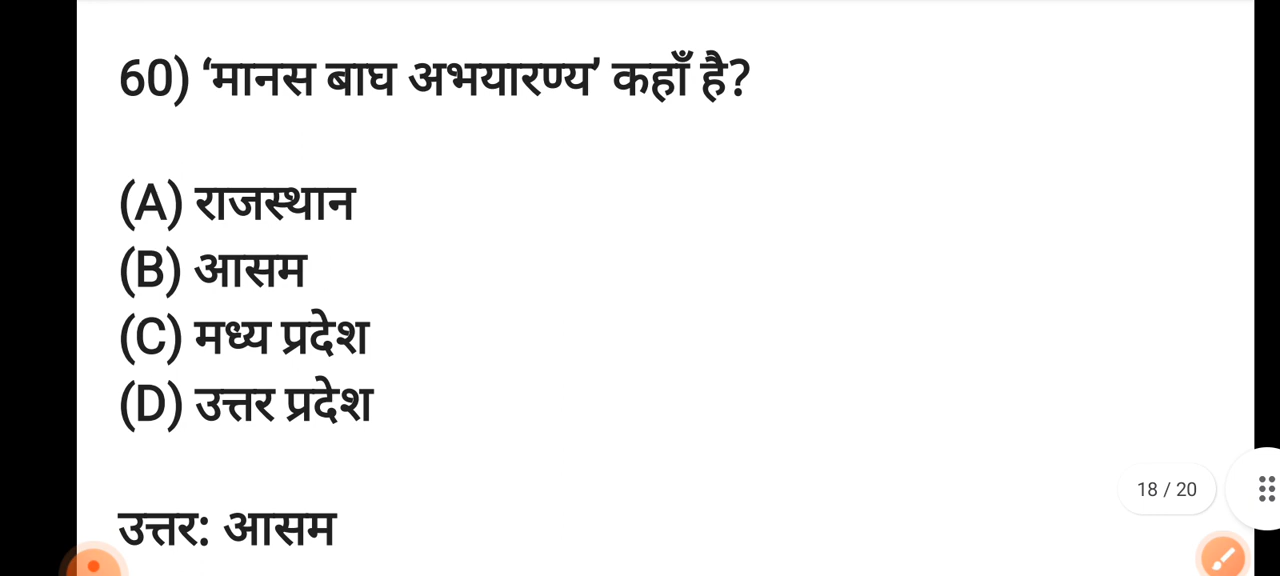 60) ‘मानस बाघ अभयारण्य’ कहाँ है?
(A) राजस्थान
(B) आसम
(C) मध्य प्रदेश
(D) उत्तर प्रदेश
18 / 20
उत्तर: आसम